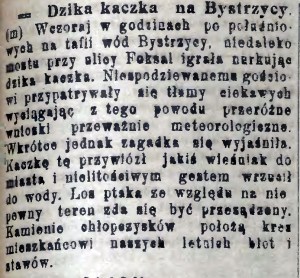 — Dzika kaczka na Bystrzycy.
(m) Wczoraj w godzinach po południo-
wych na tafli wód Bystrzycy, niedaleko
mostu przy ulicy Foksal igrała nurkując
dzika kaczka. Niespodziewanemu gościo-
wi przypatrywały się tłumy ciekawych
wyciągając z tego powodu przeróżne
wnioski przeważnie meteorologiczne.
Wkrótce jednak zagadka się wyjaśniła.
Kaczkę tę przywiózł jakiś wieśniak do
miasta i nielitościwym gestem wrzucił
do wody. Los ptaka ze względu na nie-
pewny teren zda się być przesądzony.
Kamienie chłopczysków położą kres
mieszkańcowi naszych letnich błot i
stawów.